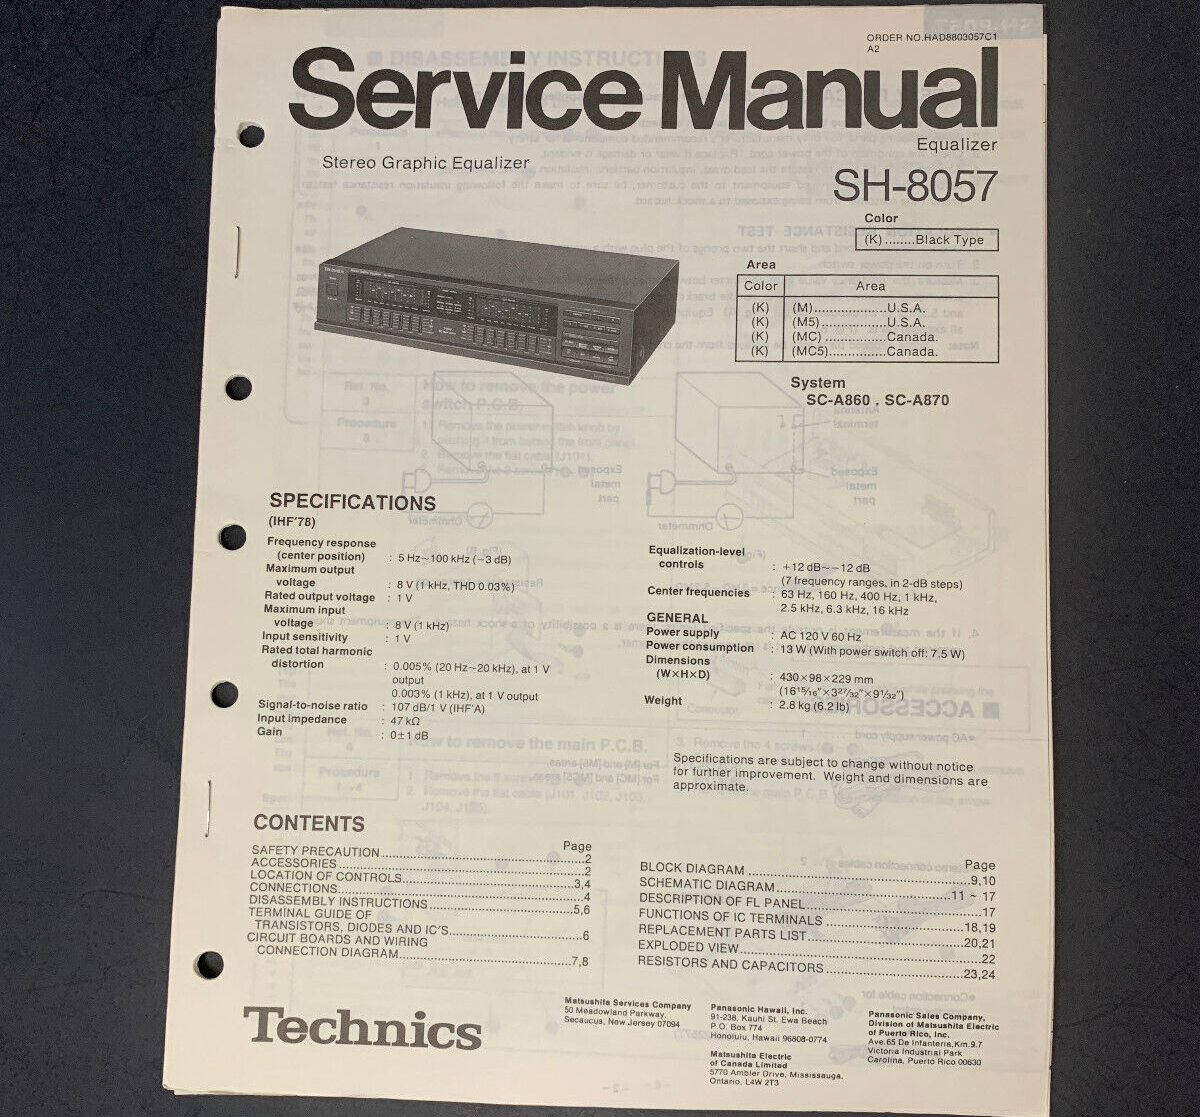 ORDER NO.HAD8803057C1
A2
Service Manual
Equalizer
Stereo Graphic Equalizer
SH-8057
Color
(K)........Black Type
Area
Color Area
(K) (M)...................U.S.A.
(K) (M5).................U.S.A.
(K) (MC) ................Canada.
(K) (MC5)...............Canada.
System
SC-A860 . SC-A870
Technics
SPECIFICATIONS
(IHF'78)
Frequency response
(center position) : 5 Hz~100 kHz (−3 dB)
Maximum output
voltage : 8 V (1 kHz, THD 0.03%)
Rated output voltage : 1 V
Maximum input
voltage : 8 V (1 kHz)
Input sensitivity : 1 V
Rated total harmonic
distortion : 0.005% (20 Hz~20 kHz), at 1 V
output
0.003% (1 kHz), at 1 V output
Signal-to-noise ratio : 107 dB/1 V (IHF'A)
Input impedance : 47 kΩ
Gain : 0±1 dB
Equalization-level
controls : +12 dB~−12 dB
(7 frequency ranges, in 2-dB steps)
Center frequencies : 63 Hz, 160 Hz, 400 Hz, 1 kHz,
2.5 kHz, 6.3 kHz, 16 kHz
GENERAL
Power supply : AC 120 V 60 Hz
Power consumption : 13 W (With power switch off: 7.5 W)
Dimensions
(W×H×D) : 430×98×229 mm
(16 15/16"×3 27/32"×9 1/32")
Weight : 2.8 kg (6.2 lb)
Specifications are subject to change without notice
for further improvement. Weight and dimensions are
approximate.
CONTENTS
Page
SAFETY PRECAUTION......................................2
ACCESSORIES..............................................2
LOCATION OF CONTROLS...............................3,4
CONNECTIONS..............................................4
DISASSEMBLY INSTRUCTIONS..........................5,6
TERMINAL GUIDE OF
TRANSISTORS, DIODES AND IC'S........................6
CIRCUIT BOARDS AND WIRING
CONNECTION DIAGRAM..................................7,8
Page
BLOCK DIAGRAM........................................9,10
SCHEMATIC DIAGRAM................................11 ~ 17
DESCRIPTION OF FL PANEL...............................17
FUNCTIONS OF IC TERMINALS.........................18,19
REPLACEMENT PARTS LIST.............................20,21
EXPLODED VIEW...........................................22
RESISTORS AND CAPACITORS...........................23,24
Technics
Matsushita Services Company
50 Meadowland Parkway,
Secaucus, New Jersey 07094
Panasonic Hawaii, Inc.
91-238, Kauhi St. Ewa Beach
P.O. Box 774
Honolulu, Hawaii 96808-0774
Matsushita Electric
of Canada Limited
5770 Ambler Drive, Mississauga,
Ontario, L4W 2T3
Panasonic Sales Company,
Division of Matsushita Electric
of Puerto Rico, Inc.
Ave.65 De Infanteria,Km.9.7
Victoria Industrial Park
Carolina, Puerto Rico 00630